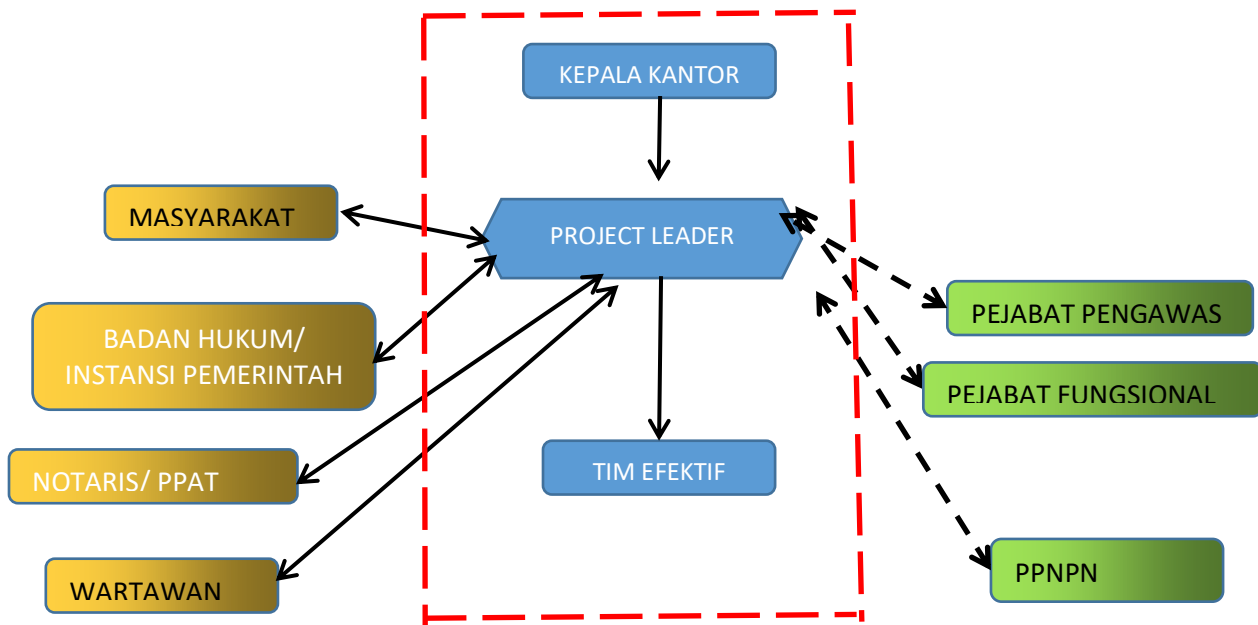 KEPALA KANTOR
MASYARAKAT
PROJECT LEADER
BADAN HUKUM/
INSTANSI PEMERINTAH
PEJABAT PENGAWAS
PEJABAT FUNGSIONAL
NOTARIS/ PPAT
TIM EFEKTIF
WARTAWAN
PPNPN